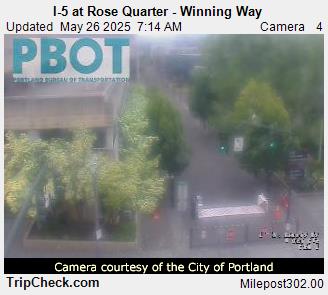 I-5 at Rose Quarter - Winning Way
Updated May 26 2025 7:14 AM Camera 4
PBOT
PORTLAND BUREAU OF TRANSPORTATION
Camera courtesy of the City of Portland
TripCheck.com Milepost302.00